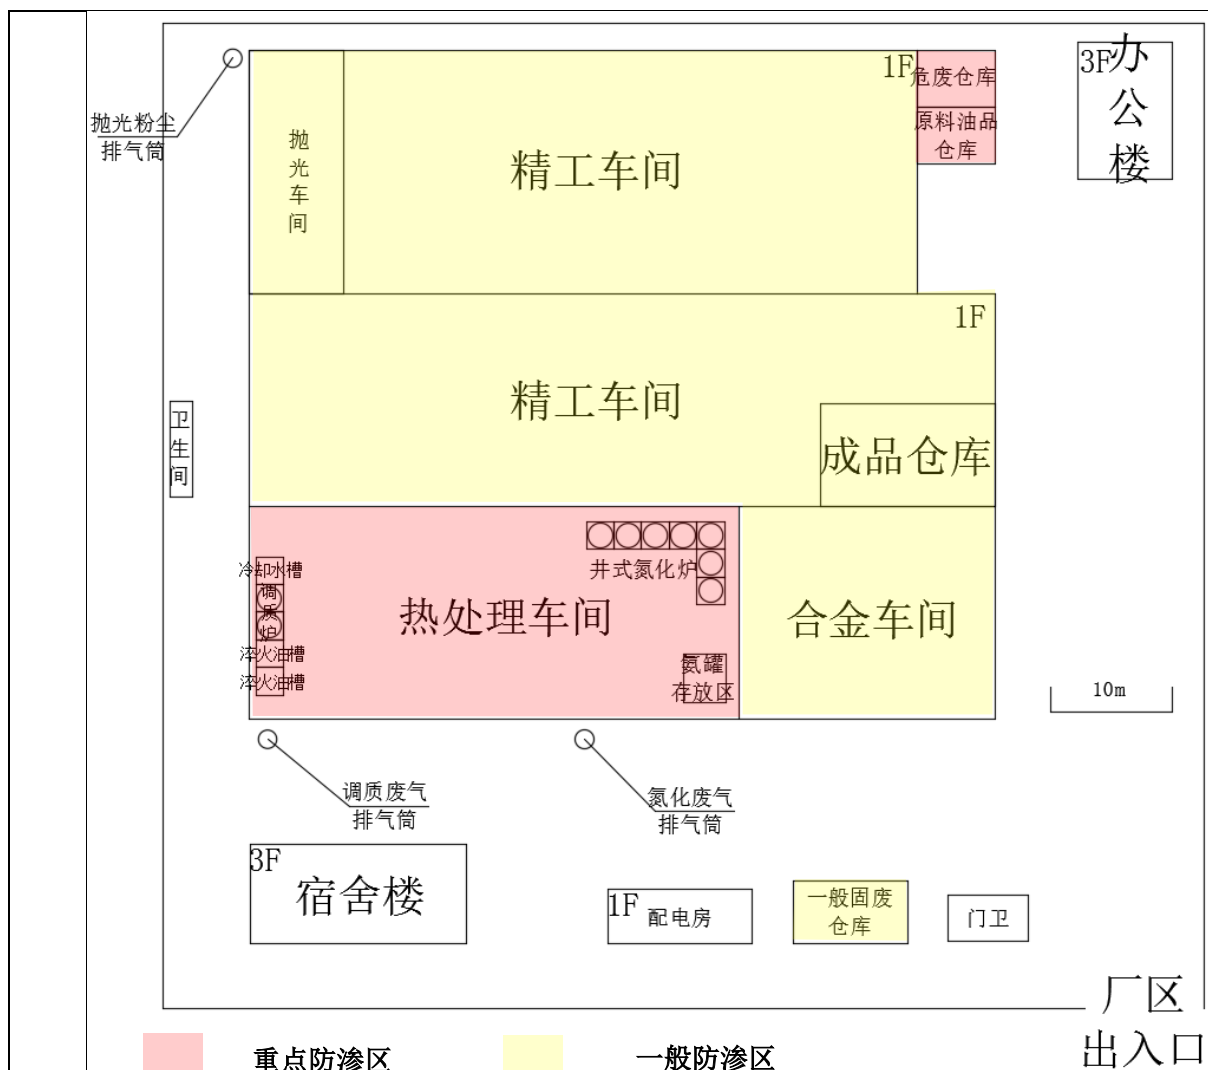 抛光粉尘
排气筒
抛光车间
精工车间
1F
危废仓库
原料油品
仓库
3F
办公楼
1F
精工车间
成品仓库
卫生间
冷却水槽
调质炉
淬火油槽
淬火油槽
热处理车间
井式氮化炉
氨罐
存放区
合金车间
10m
调质废气
排气筒
氮化废气
排气筒
3F
宿舍楼
1F
配电房
一般固废
仓库
门卫
厂区
出入口
重点防渗区
一般防渗区